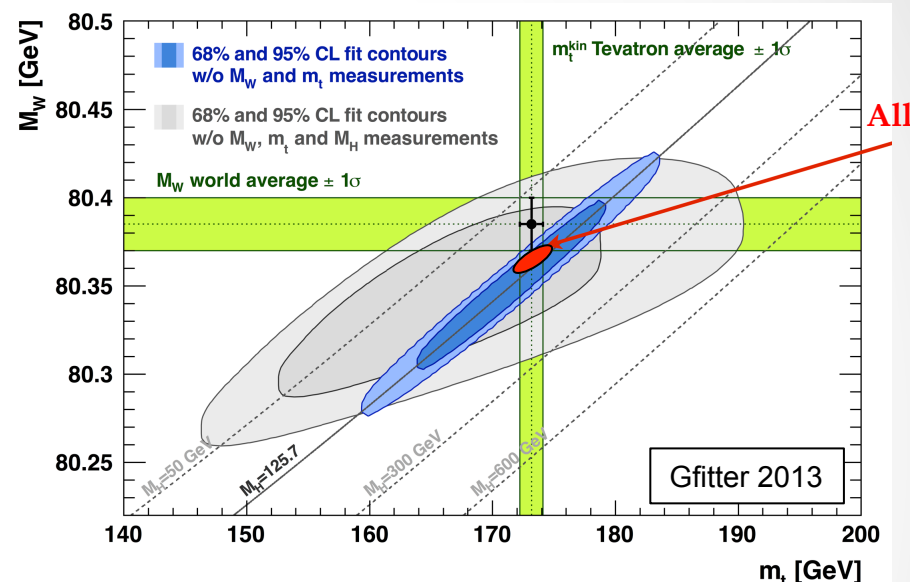 80.5
80.45
80.4
80.35
80.3
80.25
M_W [GeV]
68% and 95% CL fit contours
w/o M_W and m_t measurements
68% and 95% CL fit contours
w/o M_W, m_t and M_H measurements
m_t^kin Tevatron average ± 1σ
M_W world average ± 1σ
All
M_H=50 GeV
M_H=125.7
M_H=300 GeV
M_H=600 GeV
Gfitter 2013
140 150 160 170 180 190 200
m_t [GeV]